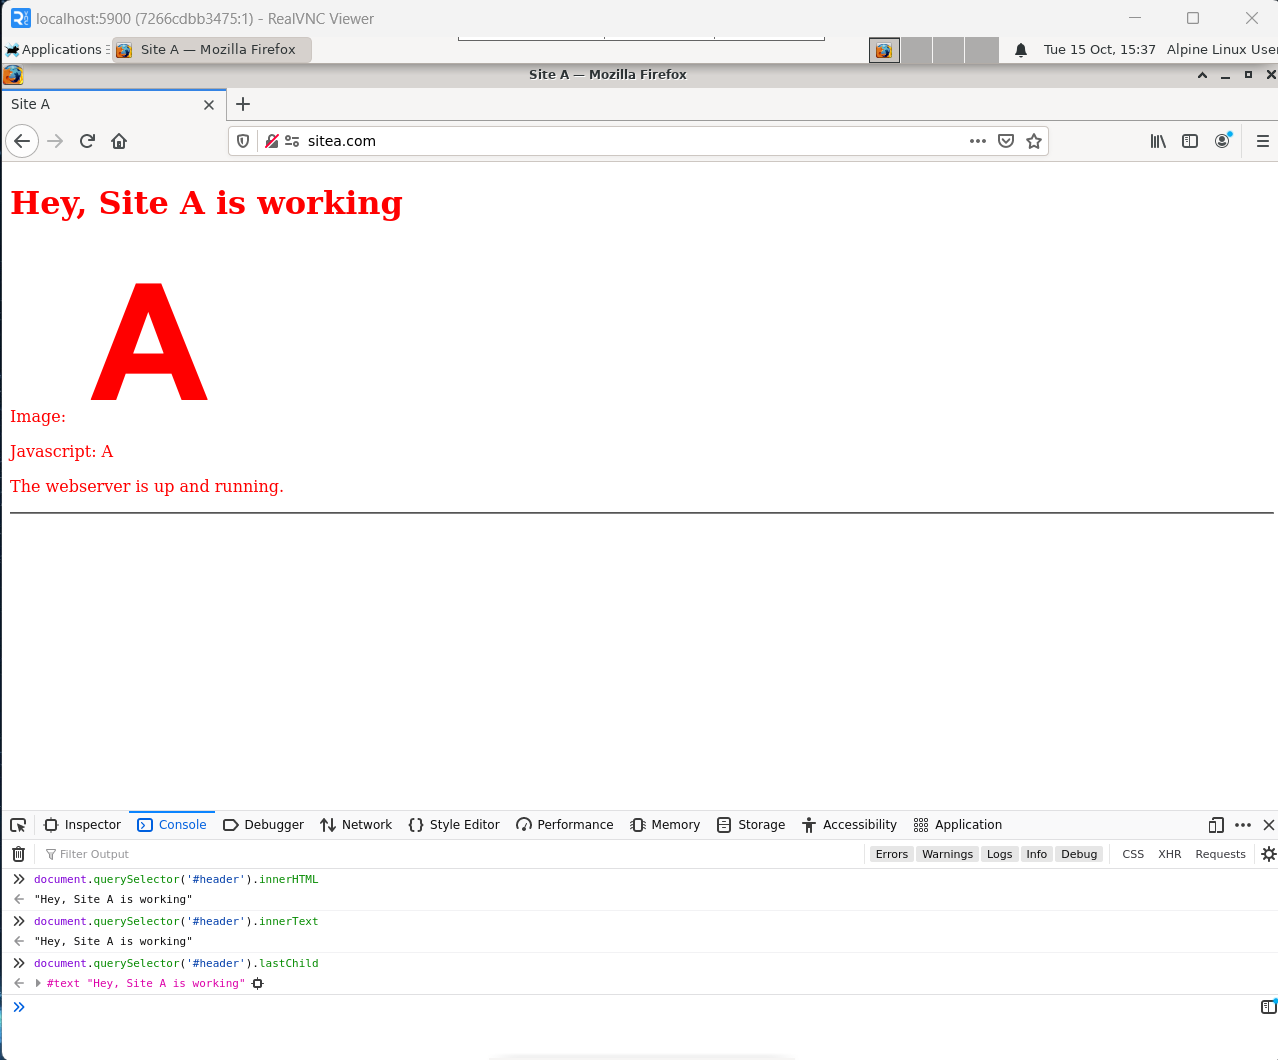 localhost:5900 (7266cdbb3475:1) - RealVNC Viewer
Applications Site A — Mozilla Firefox Tue 15 Oct, 15:37 Alpine Linux User
Site A — Mozilla Firefox
Site A
sitea.com
Hey, Site A is working
A
Image:
Javascript: A
The webserver is up and running.
Inspector Console Debugger Network Style Editor Performance Memory Storage Accessibility Application
Filter Output Errors Warnings Logs Info Debug CSS XHR Requests
document.querySelector('#header').innerHTML
"Hey, Site A is working"
document.querySelector('#header').innerText
"Hey, Site A is working"
document.querySelector('#header').lastChild
#text "Hey, Site A is working"